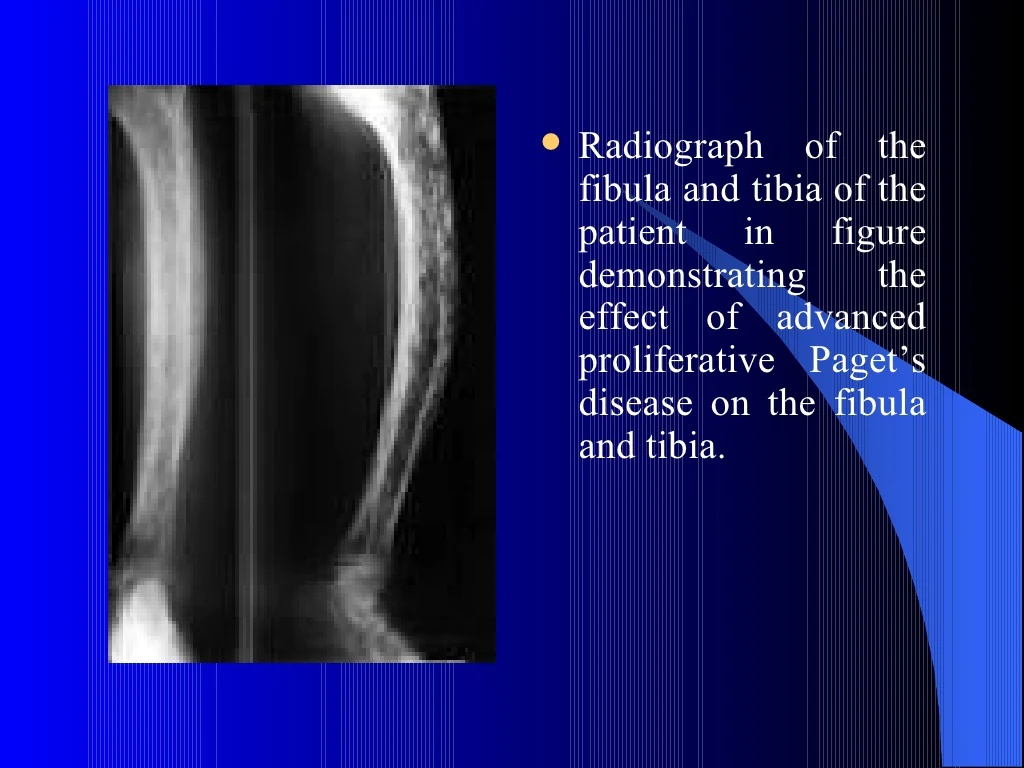 Radiograph of the
fibula and tibia of the
patient in figure
demonstrating the
effect of advanced
proliferative Paget’s
disease on the fibula
and tibia.